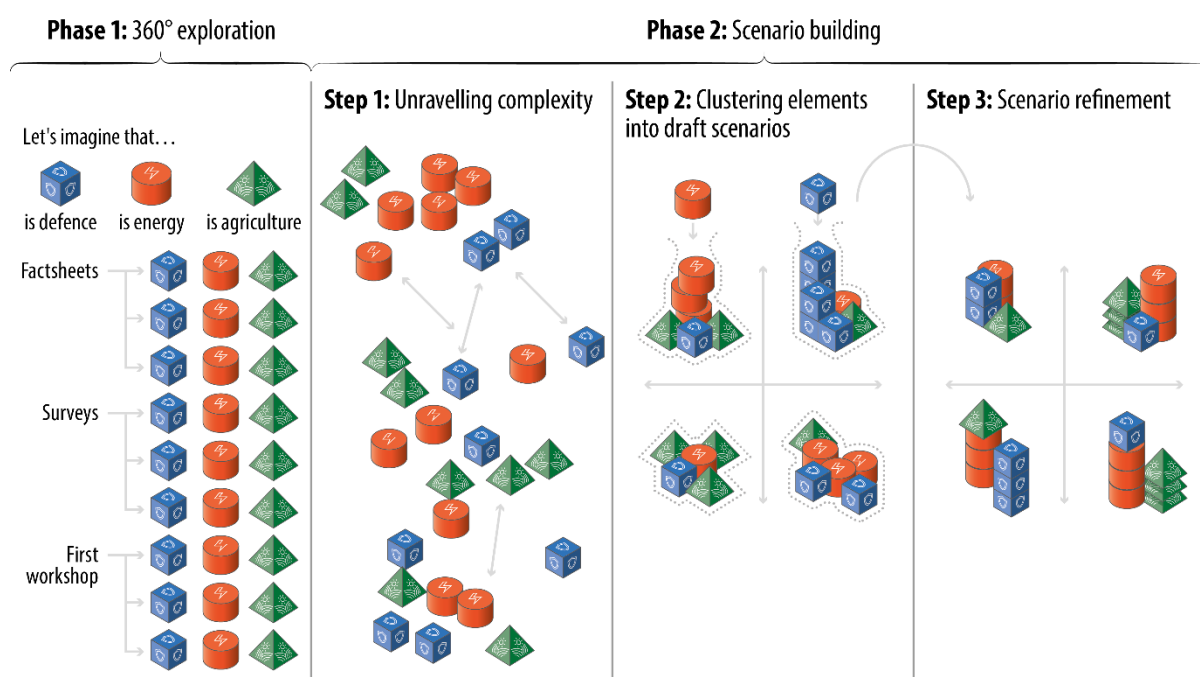 Phase 1: 360° exploration
Phase 2: Scenario building
Let's imagine that…
is defence
is energy
is agriculture
Factsheets
Surveys
First
workshop
Step 1: Unravelling complexity
Step 2: Clustering elements
into draft scenarios
Step 3: Scenario refinement